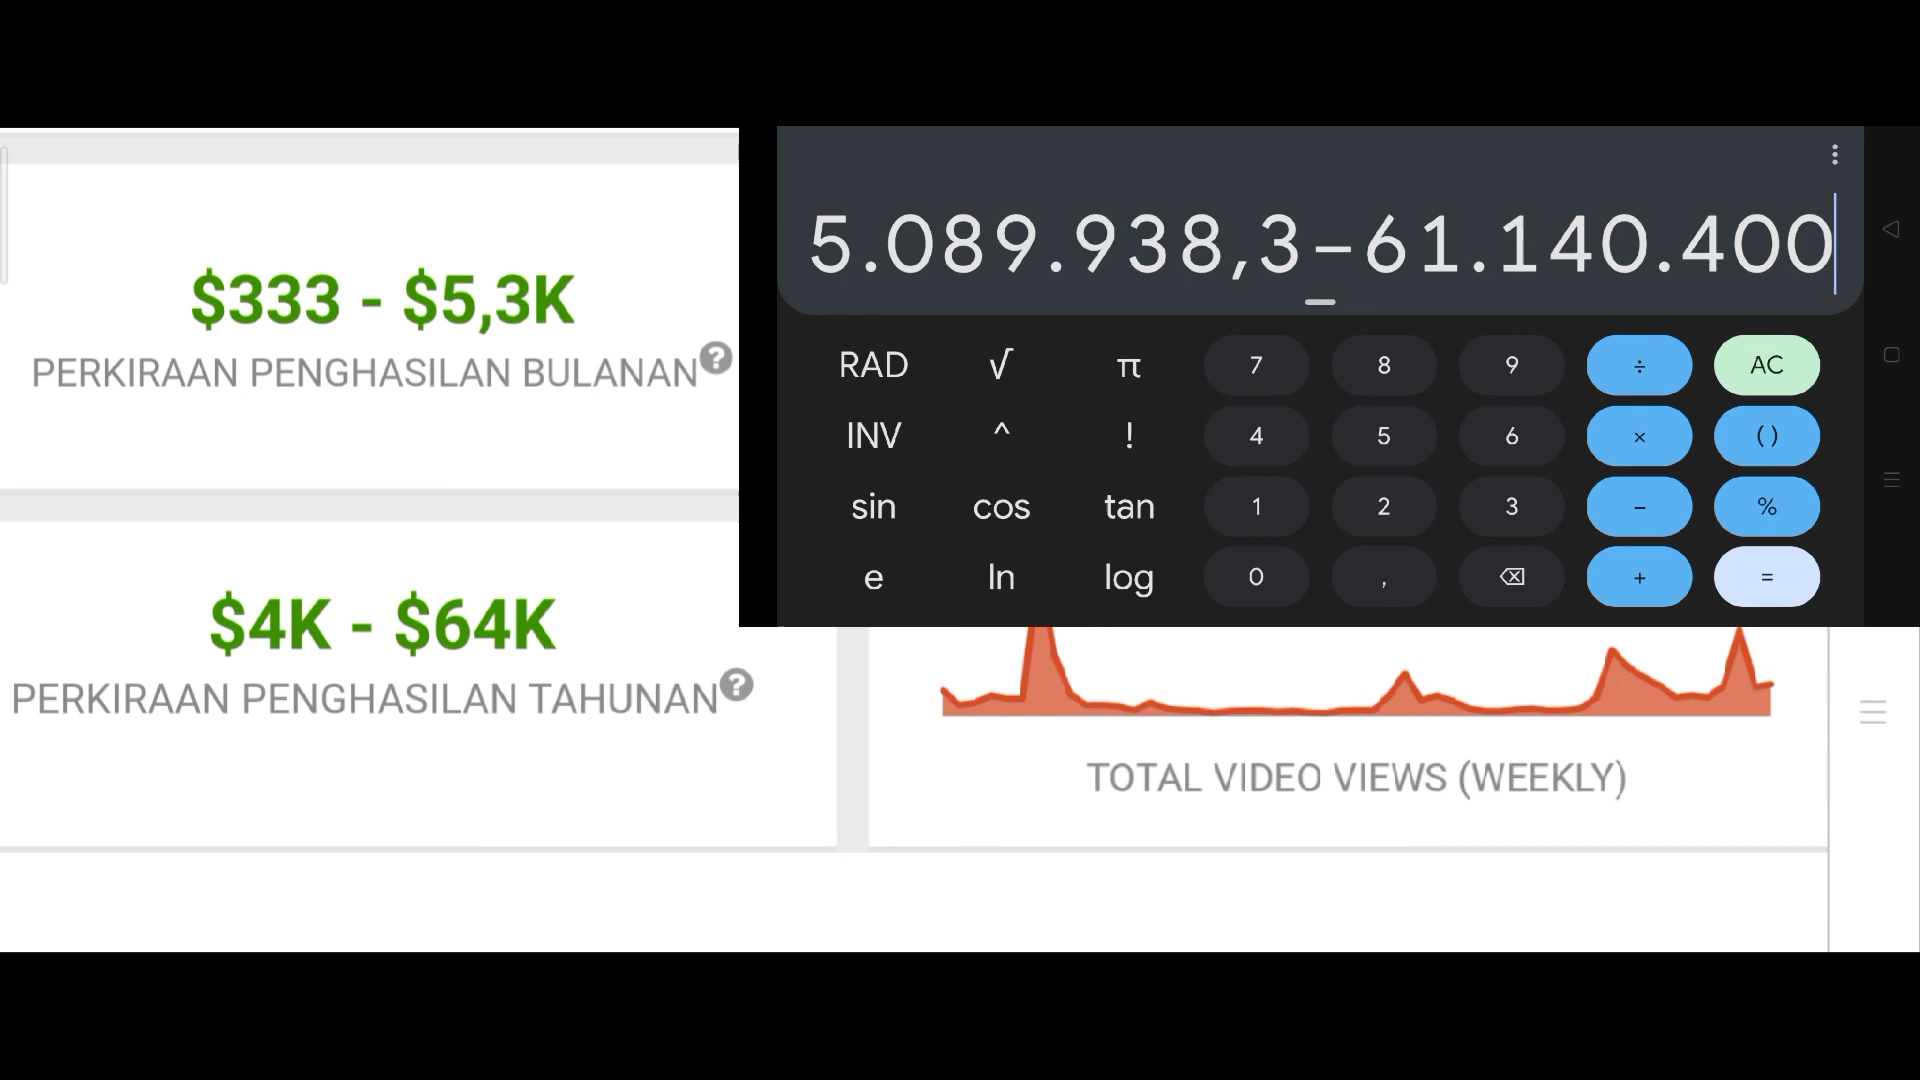 $333 - $5,3K
PERKIRAAN PENGHASILAN BULANAN?
$4K - $64K
PERKIRAAN PENGHASILAN TAHUNAN?
5.089.938,3−61.140.400
RAD √ π 7 8 9 ÷ AC
INV ^ ! 4 5 6 × ()
sin cos tan 1 2 3 − %
e ln log 0 , + =
TOTAL VIDEO VIEWS (WEEKLY)